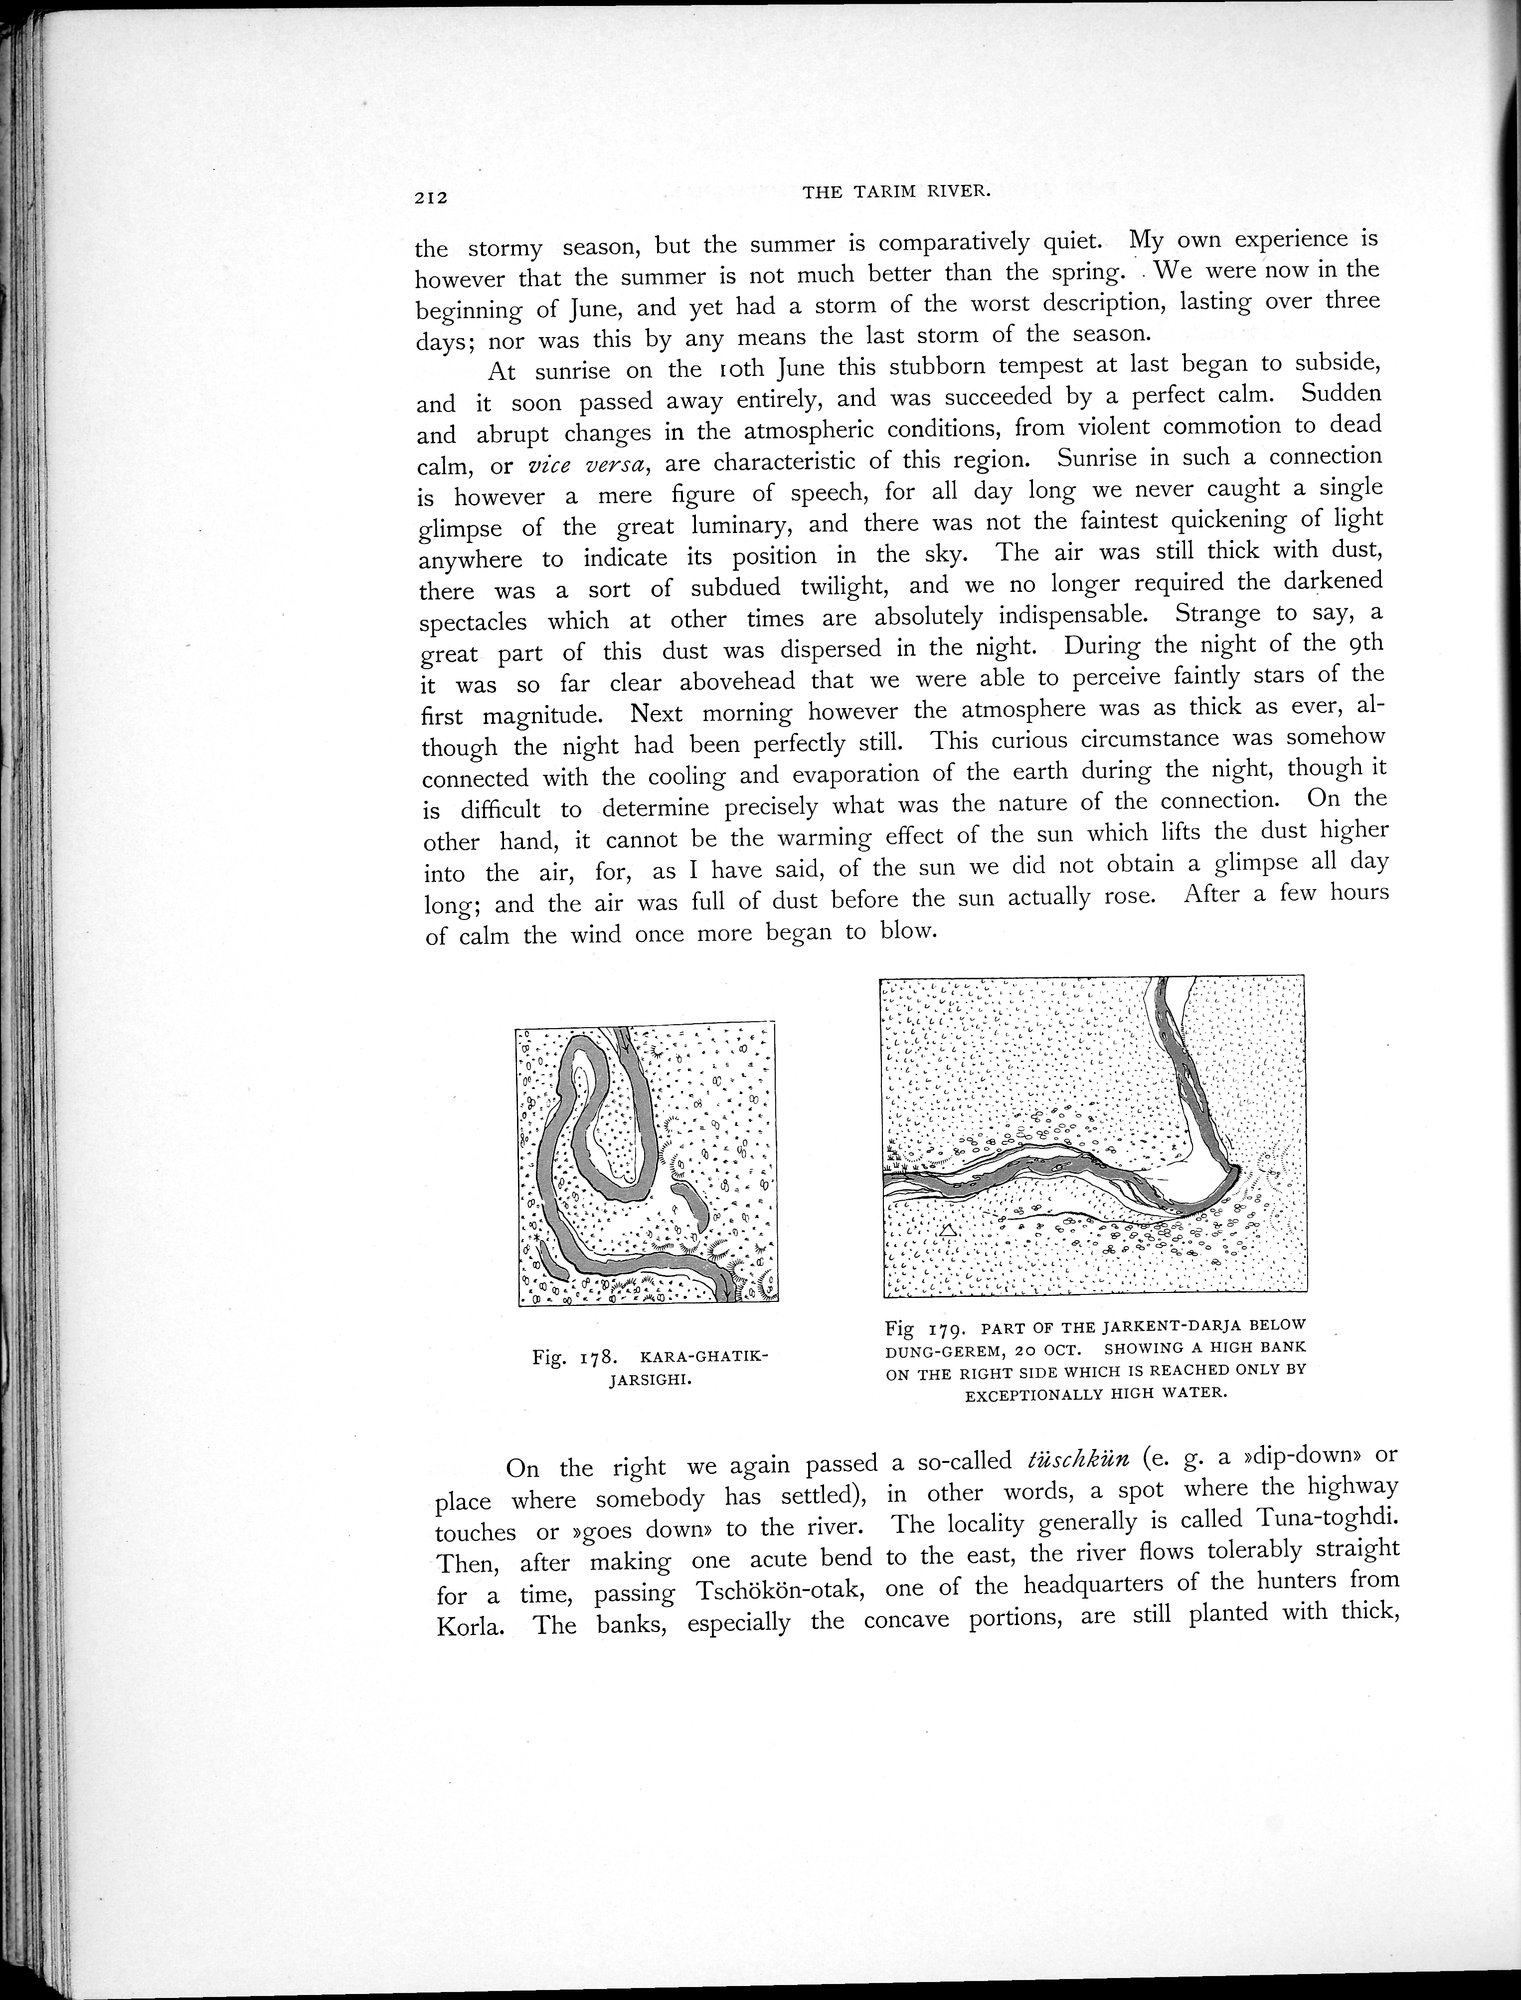 212
THE TARIM RIVER.
the stormy season, but the summer is comparatively quiet. My own experience is
however that the summer is not much better than the spring. We were now in the
beginning of June, and yet had a storm of the worst description, lasting over three
days; nor was this by any means the last storm of the season.
At sunrise on the 10th June this stubborn tempest at last began to subside,
and it soon passed away entirely, and was succeeded by a perfect calm. Sudden
and abrupt changes in the atmospheric conditions, from violent commotion to dead
calm, or vice versa, are characteristic of this region. Sunrise in such a connection
is however a mere figure of speech, for all day long we never caught a single
glimpse of the great luminary, and there was not the faintest quickening of light
anywhere to indicate its position in the sky. The air was still thick with dust,
there was a sort of subdued twilight, and we no longer required the darkened
spectacles which at other times are absolutely indispensable. Strange to say, a
great part of this dust was dispersed in the night. During the night of the 9th
it was so far clear abovehead that we were able to perceive faintly stars of the
first magnitude. Next morning however the atmosphere was as thick as ever, al-
though the night had been perfectly still. This curious circumstance was somehow
connected with the cooling and evaporation of the earth during the night, though it
is difficult to determine precisely what was the nature of the connection. On the
other hand, it cannot be the warming effect of the sun which lifts the dust higher
into the air, for, as I have said, of the sun we did not obtain a glimpse all day
long; and the air was full of dust before the sun actually rose. After a few hours
of calm the wind once more began to blow.
Fig. 178. KARA-GHATIK-
JARSIGHI.
Fig 179. PART OF THE JARKENT-DARJA BELOW
DUNG-GEREM, 20 OCT. SHOWING A HIGH BANK
ON THE RIGHT SIDE WHICH IS REACHED ONLY BY
EXCEPTIONALLY HIGH WATER.
On the right we again passed a so-called tüschkün (e. g. a »dip-down» or
place where somebody has settled), in other words, a spot where the highway
touches or »goes down» to the river. The locality generally is called Tuna-toghdi.
Then, after making one acute bend to the east, the river flows tolerably straight
for a time, passing Tschökön-otak, one of the headquarters of the hunters from
Korla. The banks, especially the concave portions, are still planted with thick,